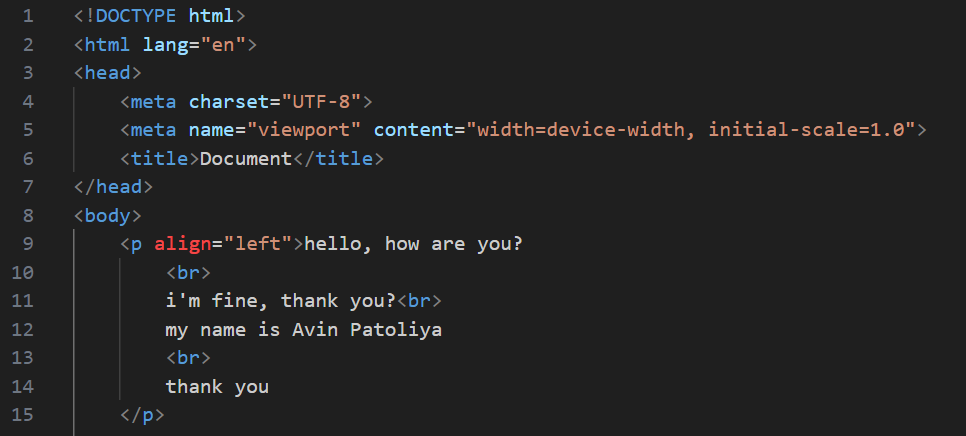 1 <!DOCTYPE html>
2 <html lang="en">
3 <head>
4     <meta charset="UTF-8">
5     <meta name="viewport" content="width=device-width, initial-scale=1.0">
6     <title>Document</title>
7 </head>
8 <body>
9     <p align="left">hello, how are you?
10         <br>
11         i'm fine, thank you?<br>
12         my name is Avin Patoliya
13         <br>
14         thank you
15     </p>